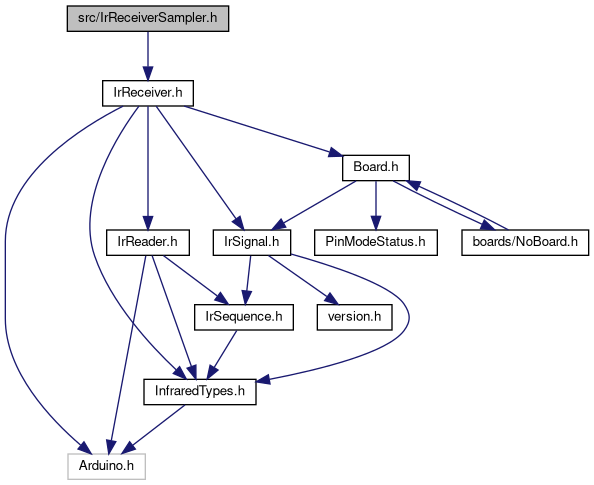 src/IrReceiverSampler.h
IrReceiver.h
Board.h
IrReader.h
IrSignal.h
PinModeStatus.h
boards/NoBoard.h
IrSequence.h
version.h
InfraredTypes.h
Arduino.h